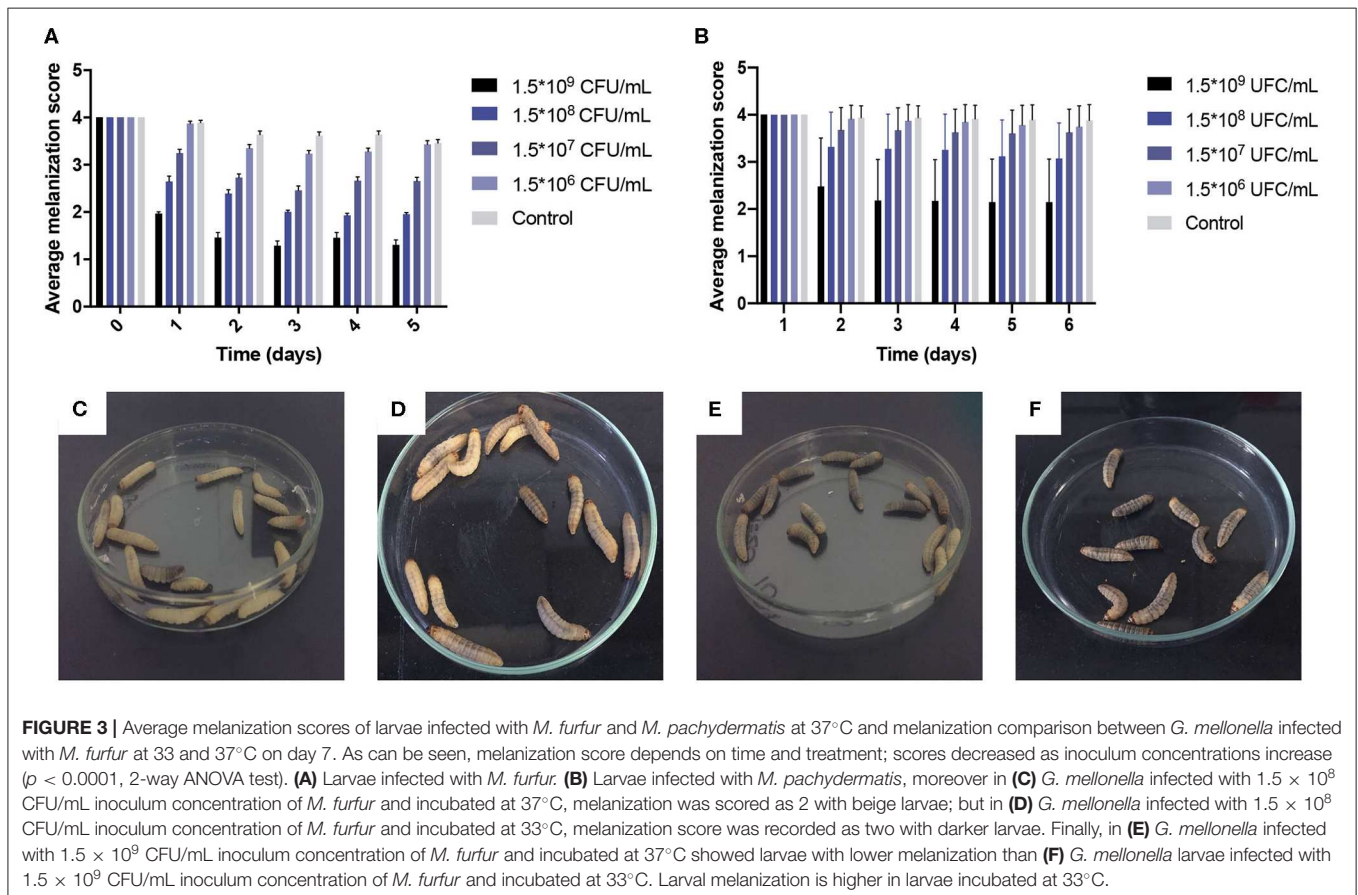 A
Average melanization score
5
4
3
2
1
0
0 1 2 3 4 5
Time (days)
1.5*10⁹ CFU/mL
1.5*10⁸ CFU/mL
1.5*10⁷ CFU/mL
1.5*10⁶ CFU/mL
Control
B
Average melanization score
5
4
3
2
1
0
1 2 3 4 5 6
Time (days)
1.5*10⁹ UFC/mL
1.5*10⁸ UFC/mL
1.5*10⁷ UFC/mL
1.5*10⁶ UFC/mL
Control
C
D
E
F
FIGURE 3 | Average melanization scores of larvae infected with M. furfur and M. pachydermatis at 37°C and melanization comparison between G. mellonella infected
with M. furfur at 33 and 37°C on day 7. As can be seen, melanization score depends on time and treatment; scores decreased as inoculum concentrations increase
(p < 0.0001, 2-way ANOVA test). (A) Larvae infected with M. furfur. (B) Larvae infected with M. pachydermatis, moreover in (C) G. mellonella infected with 1.5 × 10⁸
CFU/mL inoculum concentration of M. furfur and incubated at 37°C, melanization was scored as 2 with beige larvae; but in (D) G. mellonella infected with 1.5 × 10⁸
CFU/mL inoculum concentration of M. furfur and incubated at 33°C, melanization score was recorded as two with darker larvae. Finally, in (E) G. mellonella infected
with 1.5 × 10⁹ CFU/mL inoculum concentration of M. furfur and incubated at 37°C showed larvae with lower melanization than (F) G. mellonella larvae infected with
1.5 × 10⁹ CFU/mL inoculum concentration of M. furfur and incubated at 33°C. Larval melanization is higher in larvae incubated at 33°C.